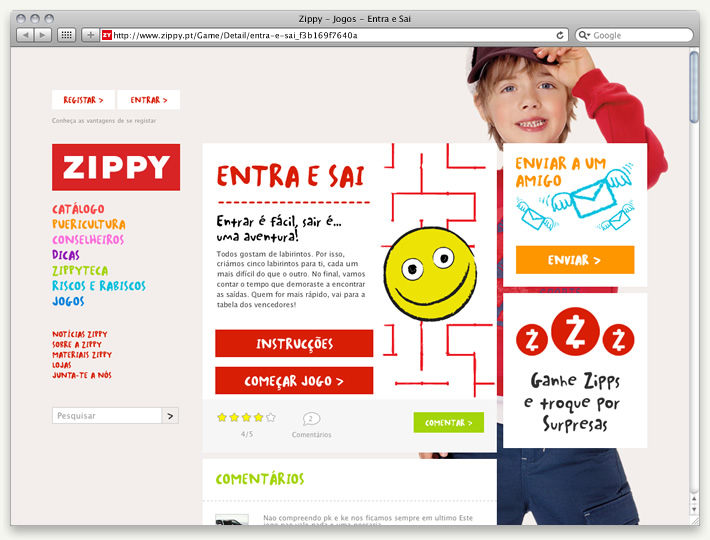 Zippy – Jogos – Entra e Sai
http://www.zippy.pt/Game/Detail/entra-e-sai_f3b169f7640a
Google
REGISTAR >
ENTRAR >
Conheça as vantagens de se registar
ZIPPY
CATÁLOGO
PUERICULTURA
CONSELHEIROS
DICAS
ZIPPYTECA
RISCOS E RABISCOS
JOGOS
NOTÍCIAS ZIPPY
SOBRE A ZIPPY
MATERIAIS ZIPPY
LOJAS
JUNTA-TE A NÓS
Pesquisar >
ENTRA E SAI
Entrar é fácil, sair é...
uma aventura!
Todos gostam de labirintos. Por isso,
criámos cinco labirintos para ti, cada um
mais difícil do que o outro. No final, vamos
contar o tempo que demoraste a encontrar
as saídas. Quem for mais rápido, vai para a
tabela dos vencedores!
INSTRUCÇÕES
COMEÇAR JOGO >
4/5
2
Comentários
COMENTAR >
COMENTÁRIOS
Nao compreendo pk e ke nos ficamos sempre em ultimo Este
ENVIAR A UM
AMIGO
ENVIAR >
Z Z Z
Ganhe Zipps
e troque por
Surpresas